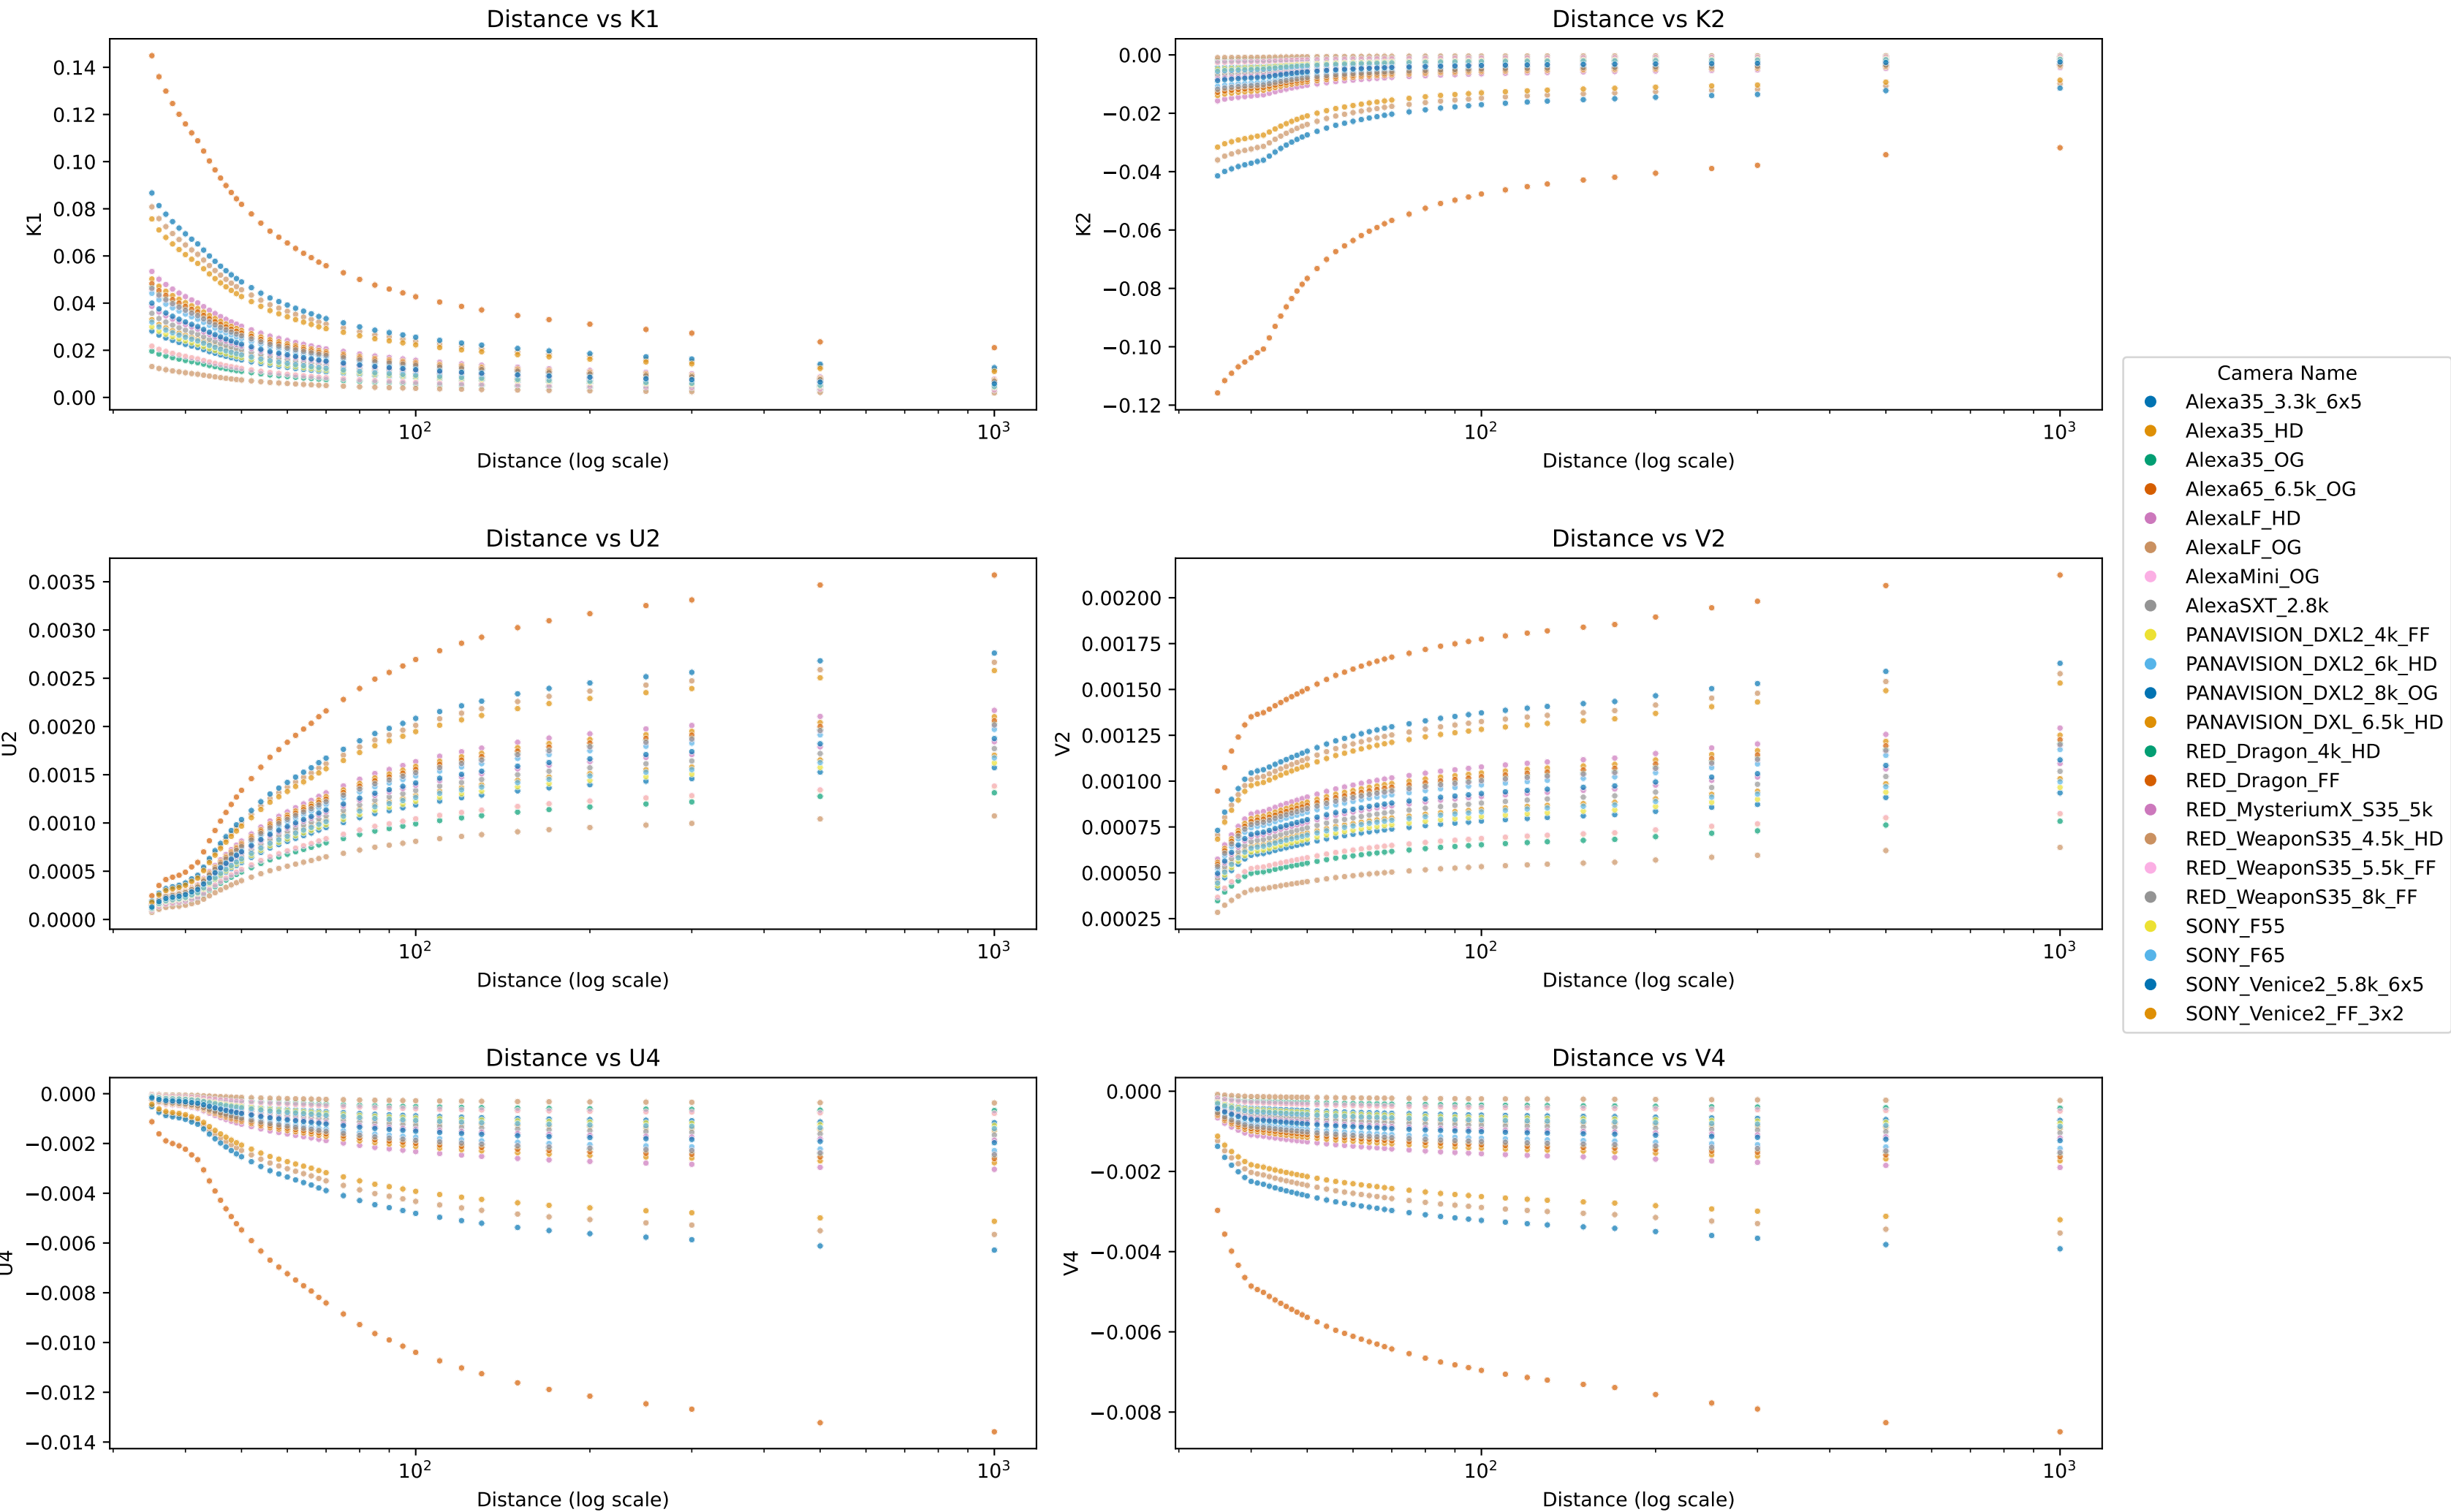 Distance vs K1
K1
0.14
0.12
0.10
0.08
0.06
0.04
0.02
0.00
10²
10³
Distance (log scale)
Distance vs K2
K2
0.00
−0.02
−0.04
−0.06
−0.08
−0.10
−0.12
10²
10³
Distance (log scale)
Distance vs U2
U2
0.0035
0.0030
0.0025
0.0020
0.0015
0.0010
0.0005
0.0000
10²
10³
Distance (log scale)
Distance vs V2
V2
0.00200
0.00175
0.00150
0.00125
0.00100
0.00075
0.00050
0.00025
10²
10³
Distance (log scale)
Distance vs U4
U4
0.000
−0.002
−0.004
−0.006
−0.008
−0.010
−0.012
−0.014
10²
10³
Distance (log scale)
Distance vs V4
V4
0.000
−0.002
−0.004
−0.006
−0.008
10²
10³
Distance (log scale)
Camera Name
Alexa35_3.3k_6x5
Alexa35_HD
Alexa35_OG
Alexa65_6.5k_OG
AlexaLF_HD
AlexaLF_OG
AlexaMini_OG
AlexaSXT_2.8k
PANAVISION_DXL2_4k_FF
PANAVISION_DXL2_6k_HD
PANAVISION_DXL2_8k_OG
PANAVISION_DXL_6.5k_HD
RED_Dragon_4k_HD
RED_Dragon_FF
RED_MysteriumX_S35_5k
RED_WeaponS35_4.5k_HD
RED_WeaponS35_5.5k_FF
RED_WeaponS35_8k_FF
SONY_F55
SONY_F65
SONY_Venice2_5.8k_6x5
SONY_Venice2_FF_3x2